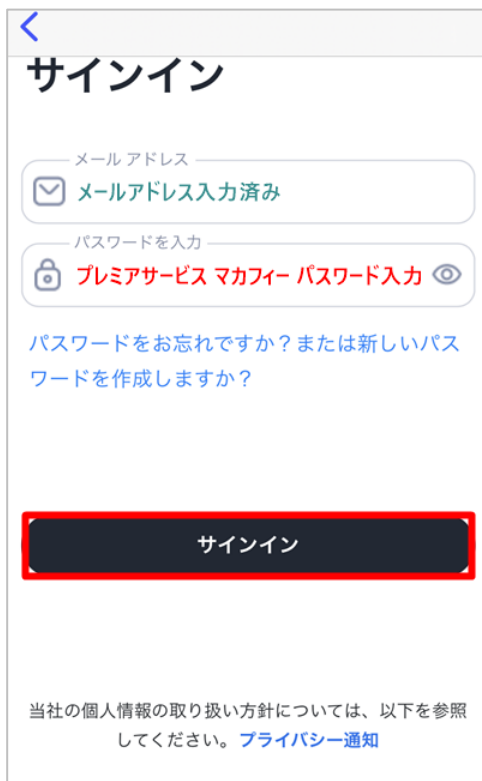 サインイン
メール アドレス
メールアドレス入力済み
パスワードを入力
プレミアサービス マカフィー パスワード入力
パスワードをお忘れですか？または新しいパス
ワードを作成しますか？
サインイン
当社の個人情報の取り扱い方針については、以下を参照
してください。プライバシー通知